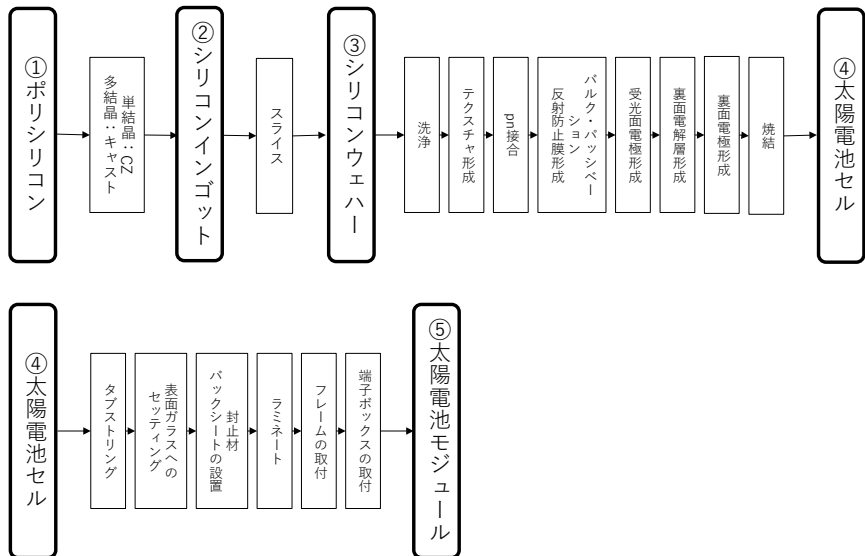 ①ポリシリコン
単結晶：CZ
多結晶：キャスト
②シリコンインゴット
スライス
③シリコンウェハー
洗浄
テクスチャ形成
pn接合
バルク・パッシベー
ション
反射防止膜形成
受光面電極形成
裏面電解層形成
裏面電極形成
焼結
④太陽電池セル
④太陽電池セル
タブストリング
表面ガラスへの
セッティング
封止材
バックシートの設置
ラミネート
フレームの取付
端子ボックスの取付
⑤太陽電池モジュール